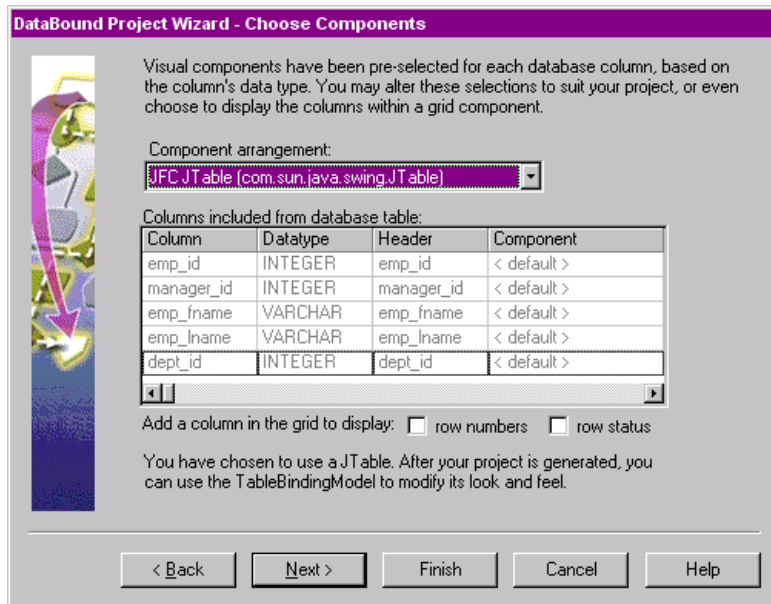 DataBound Project Wizard - Choose Components
Visual components have been pre-selected for each database column, based on
the column's data type. You may alter these selections to suit your project, or even
choose to display the columns within a grid component.
Component arrangement:
JFC JTable (com.sun.java.swing.JTable)
Columns included from database table:
Column Datatype Header Component
emp_id INTEGER emp_id < default >
manager_id INTEGER manager_id < default >
emp_fname VARCHAR emp_fname < default >
emp_lname VARCHAR emp_lname < default >
dept_id INTEGER dept_id < default >
Add a column in the grid to display: row numbers row status
You have chosen to use a JTable. After your project is generated, you
can use the TableBindingModel to modify its look and feel.
< Back Next > Finish Cancel Help